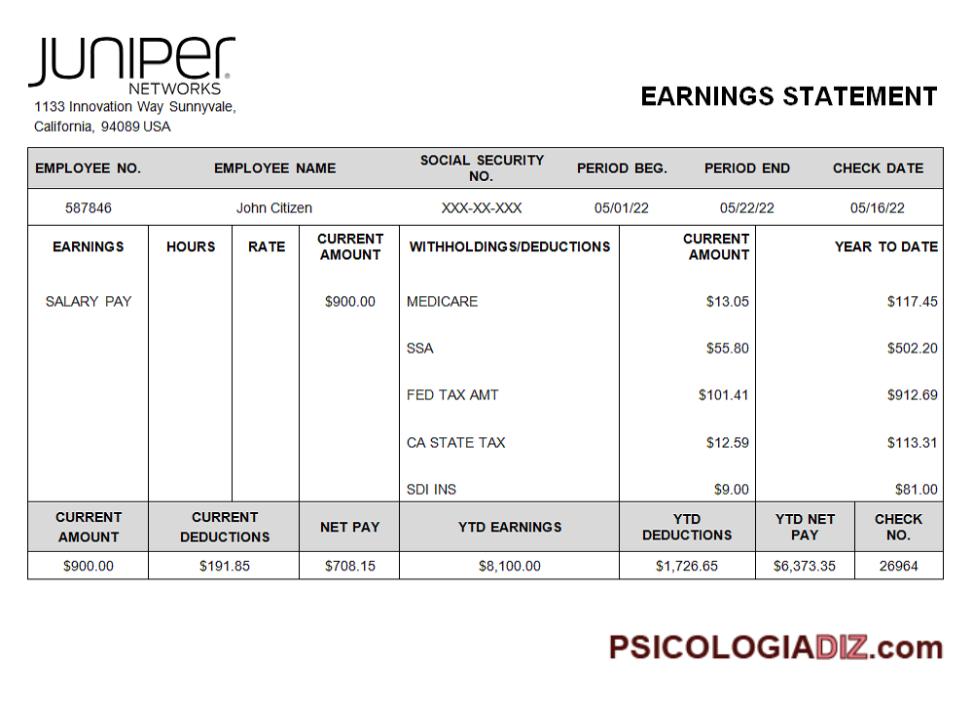 JUNIPEr
NETWORKS
1133 Innovation Way Sunnyvale,
California, 94089 USA
EARNINGS STATEMENT
EMPLOYEE NO. EMPLOYEE NAME SOCIAL SECURITY NO. PERIOD BEG. PERIOD END CHECK DATE
587846 John Citizen XXX-XX-XXX 05/01/22 05/22/22 05/16/22
EARNINGS HOURS RATE CURRENT AMOUNT WITHHOLDINGS/DEDUCTIONS CURRENT AMOUNT YEAR TO DATE
SALARY PAY $900.00 MEDICARE $13.05 $117.45
SSA $55.80 $502.20
FED TAX AMT $101.41 $912.69
CA STATE TAX $12.59 $113.31
SDI INS $9.00 $81.00
CURRENT AMOUNT CURRENT DEDUCTIONS NET PAY YTD EARNINGS YTD DEDUCTIONS YTD NET PAY CHECK NO.
$900.00 $191.85 $708.15 $8,100.00 $1,726.65 $6,373.35 26964
PSICOLOGIADIZ.com